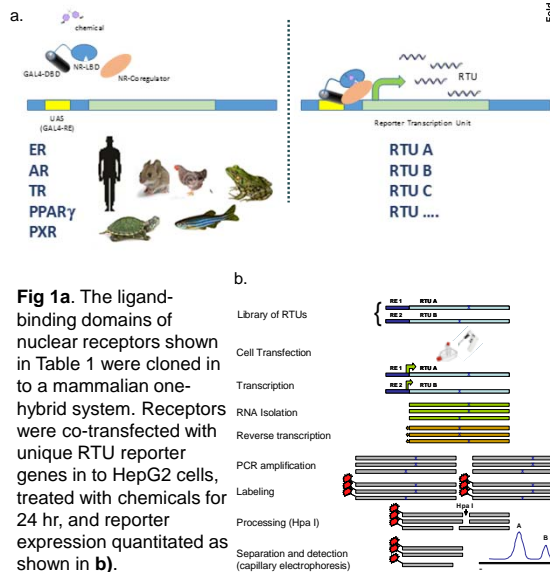 a.
Fold
chemical
GAL4-DBD
NR-LBD
NR-Coregulator
UAS
(GAL4-RE)
RTU
Reporter Transcription Unit
ER
AR
TR
PPARγ
PXR
RTU A
RTU B
RTU C
RTU ....
Fig 1a. The ligand-
binding domains of
nuclear receptors shown
in Table 1 were cloned in
to a mammalian one-
hybrid system. Receptors
were co-transfected with
unique RTU reporter
genes in to HepG2 cells,
treated with chemicals for
24 hr, and reporter
expression quantitated as
shown in b).
b.
Library of RTUs
{
RE 1 RTU A
RE 2 RTU B
Cell Transfection
Transcription
RE 1 RTU A
RE 2 RTU B
RNA Isolation
Reverse transcription
PCR amplification
Labeling
Processing (Hpa I)
Hpa I
Separation and detection
(capillary electrophoresis)
A
B